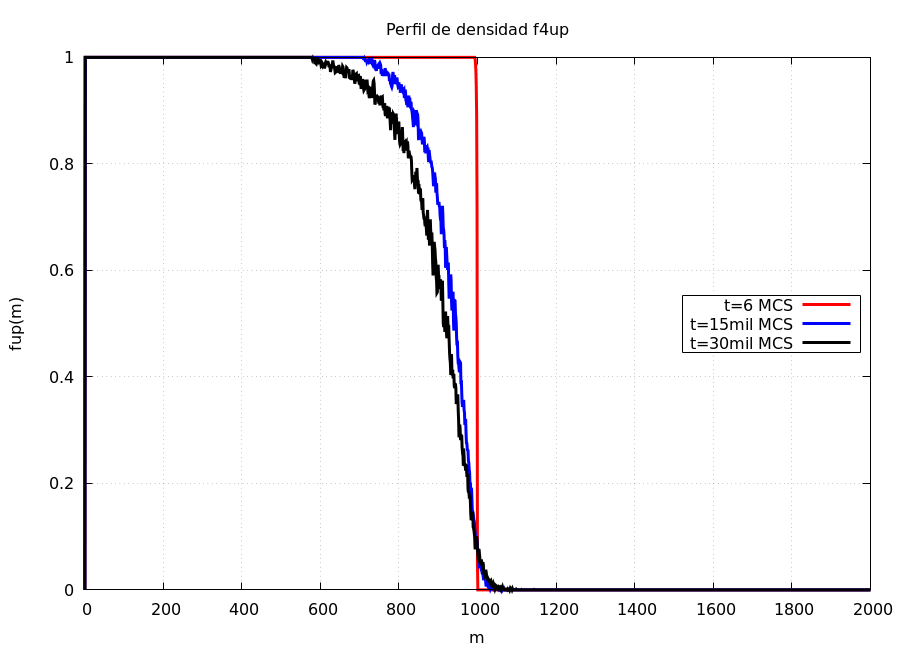 Perfil de densidad f4up
1
0.8
0.6
0.4
0.2
0
fup(m)
t=6 MCS
t=15mil MCS
t=30mil MCS
0 200 400 600 800 1000 1200 1400 1600 1800 2000
m